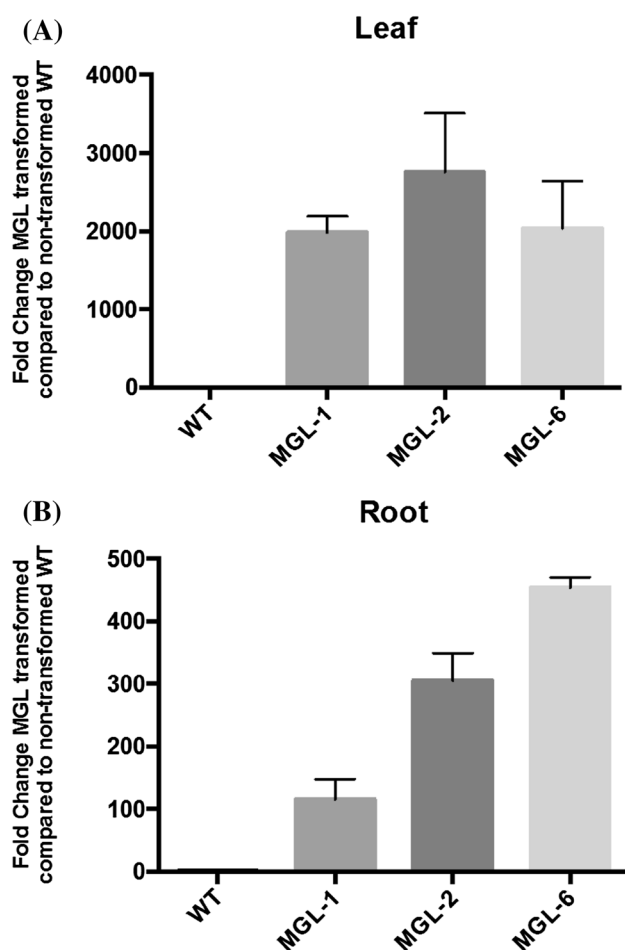 (A)
Leaf
Fold Change MGL transformed
compared to non-transformed WT
4000
3000
2000
1000
0
WT
MGL-1
MGL-2
MGL-6
(B)
Root
Fold Change MGL transformed
compared to non-transformed WT
500
400
300
200
100
0
WT
MGL-1
MGL-2
MGL-6